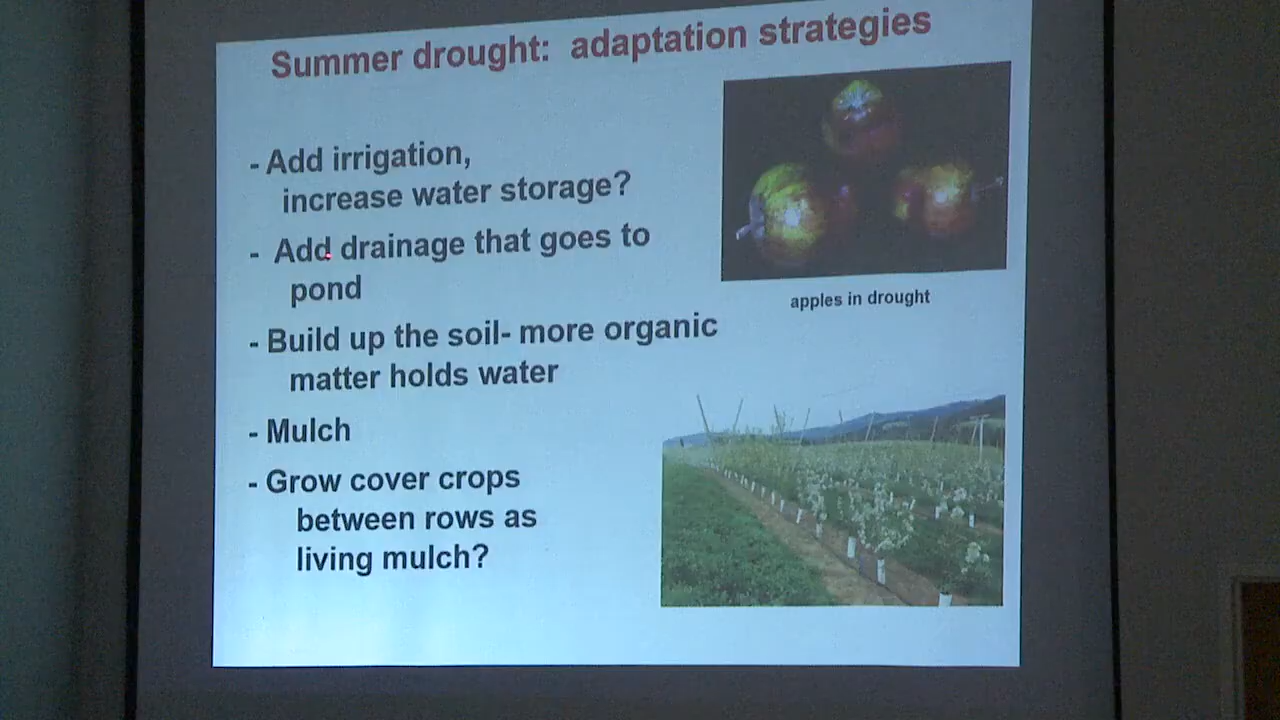 Summer drought: adaptation strategies
- Add irrigation,
increase water storage?
- Add drainage that goes to
pond
- Build up the soil- more organic
matter holds water
- Mulch
- Grow cover crops
between rows as
living mulch?
apples in drought